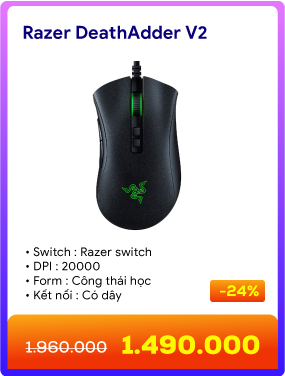 Razer DeathAdder V2
• Switch : Razer switch
• DPI : 20000
• Form : Công thái học
• Kết nối : Có dây
-24%
1.960.000 1.490.000